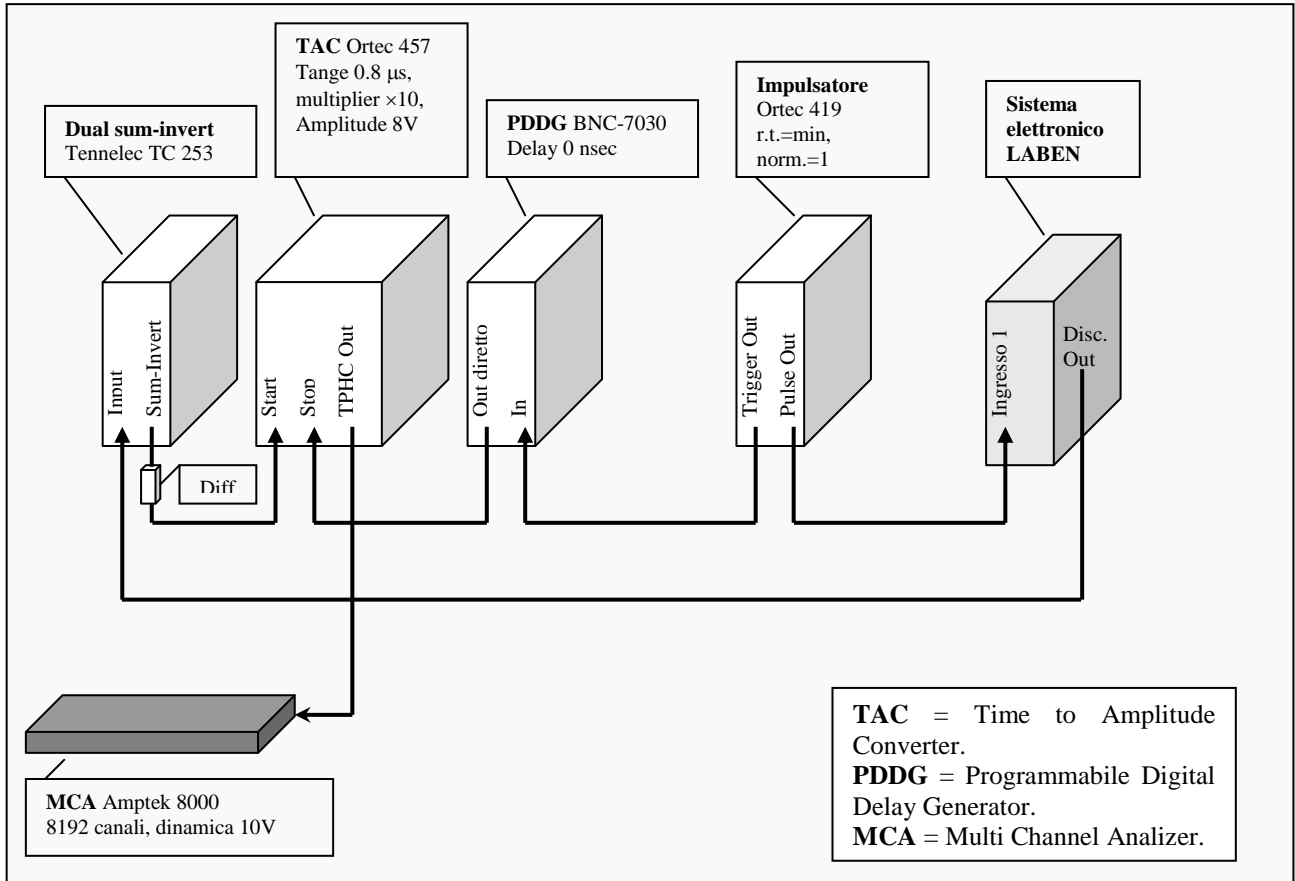 TAC Ortec 457
Tange 0.8 μs,
multiplier ×10,
Amplitude 8V
Dual sum-invert
Tennelec TC 253
PDDG BNC-7030
Delay 0 nsec
Impulsatore
Ortec 419
r.t.=min,
norm.=1
Sistema
elettronico
LABEN
Input
Sum-Invert
Start
Stop
TPHC Out
Out diretto
In
Trigger Out
Pulse Out
Ingresso 1
Disc.
Out
Diff
MCA Amptek 8000
8192 canali, dinamica 10V
TAC = Time to Amplitude
Converter.
PDDG = Programmabile Digital
Delay Generator.
MCA = Multi Channel Analizer.